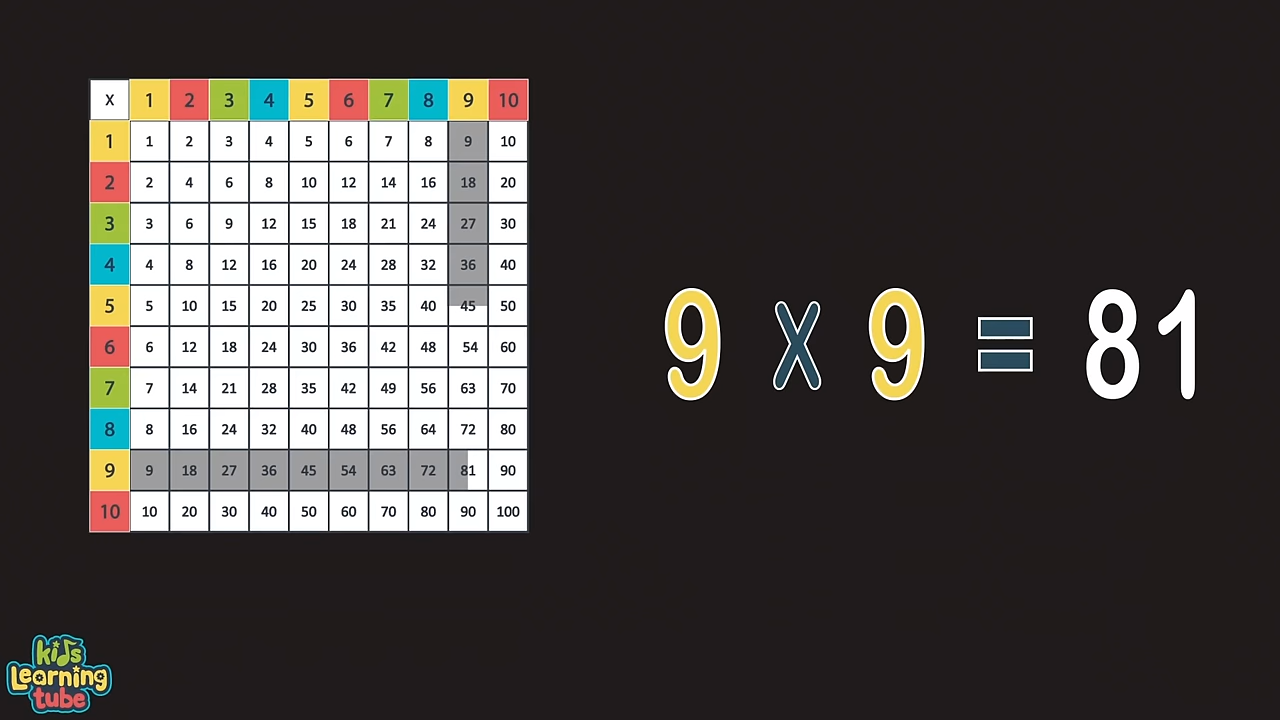 x 1 2 3 4 5 6 7 8 9 10
1 1 2 3 4 5 6 7 8 9 10
2 2 4 6 8 10 12 14 16 18 20
3 3 6 9 12 15 18 21 24 27 30
4 4 8 12 16 20 24 28 32 36 40
5 5 10 15 20 25 30 35 40 45 50
6 6 12 18 24 30 36 42 48 54 60
7 7 14 21 28 35 42 49 56 63 70
8 8 16 24 32 40 48 56 64 72 80
9 9 18 27 36 45 54 63 72 81 90
10 10 20 30 40 50 60 70 80 90 100
9 x 9 = 81
kids
Learning
tube